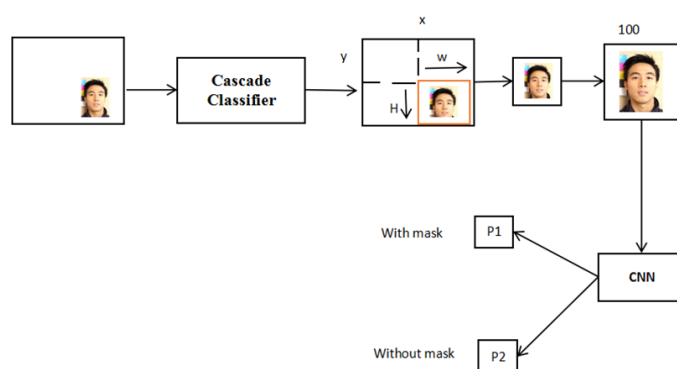 x
100
y
w
Cascade
Classifier
H
With mask
P1
CNN
Without mask
P2